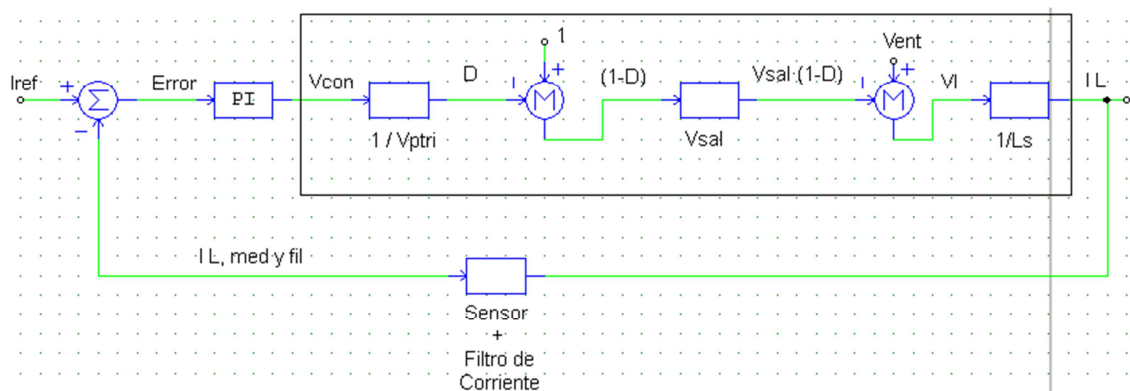 1
Vent
Iref
Error
Vcon
D
(1-D)
Vsal·(1-D)
Vl
I L
PI
1 / Vptri
Vsal
1/Ls
I L, med y fil
Sensor
+
Filtro de
Corriente